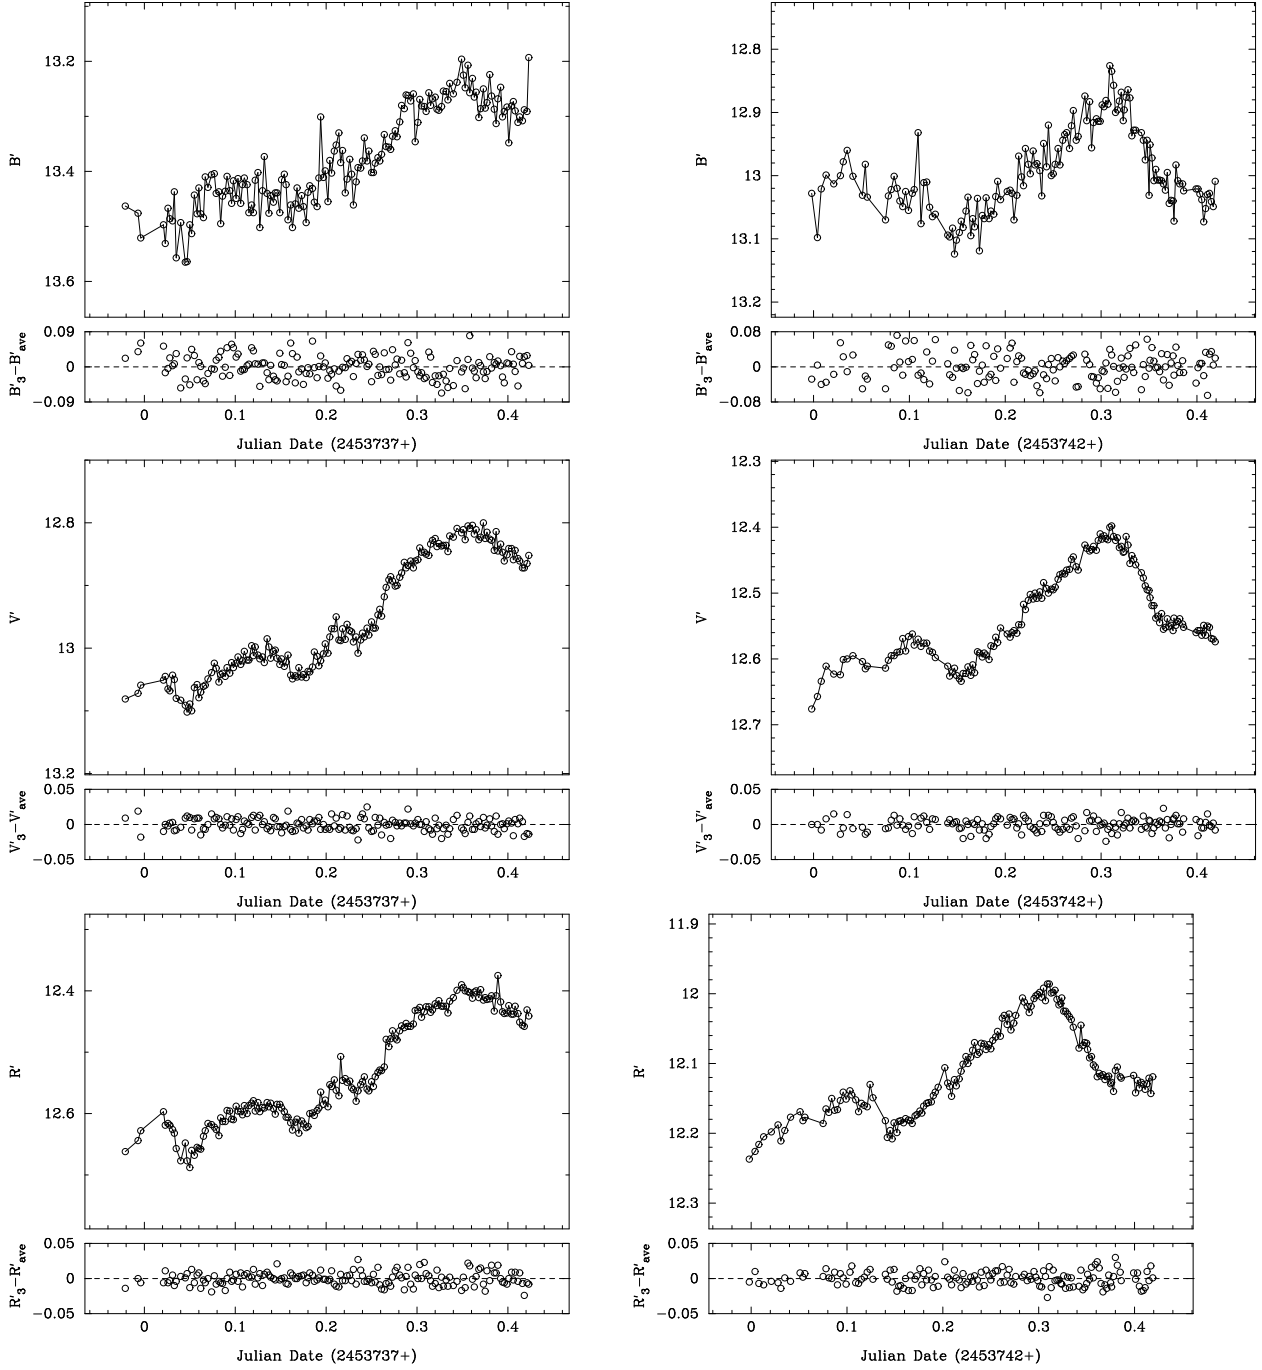 13.2
13.4
13.6
B′
0.09
0
−0.09
B′3−B′ave
0 0.1 0.2 0.3 0.4
Julian Date (2453737+)
12.8
12.9
13
13.1
13.2
B′
0.08
0
−0.08
B′3−B′ave
0 0.1 0.2 0.3 0.4
Julian Date (2453742+)
12.8
13
13.2
V′
0.05
0
−0.05
V′3−V′ave
0 0.1 0.2 0.3 0.4
Julian Date (2453737+)
12.3
12.4
12.5
12.6
12.7
V′
0.05
0
−0.05
V′3−V′ave
0 0.1 0.2 0.3 0.4
Julian Date (2453742+)
12.4
12.6
R′
0.05
0
−0.05
R′3−R′ave
0 0.1 0.2 0.3 0.4
Julian Date (2453737+)
11.9
12
12.1
12.2
12.3
R′
0.05
0
−0.05
R′3−R′ave
0 0.1 0.2 0.3 0.4
Julian Date (2453742+)